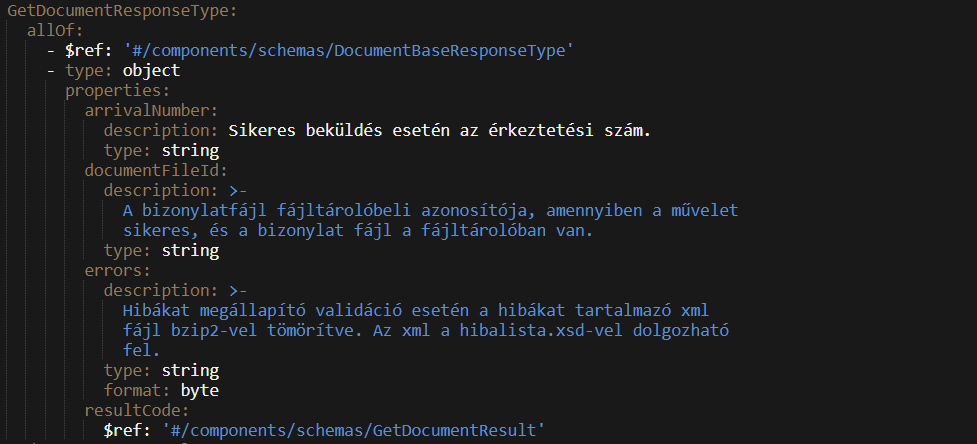 GetDocumentResponseType:
allOf:
- $ref: '#/components/schemas/DocumentBaseResponseType'
- type: object
properties:
arrivalNumber:
description: Sikeres beküldés esetén az érkeztetési szám.
type: string
documentFileId:
description: >-
A bizonylatfájl fájltárolóbeli azonosítója, amennyiben a művelet
sikeres, és a bizonylat fájl a fájltárolóban van.
type: string
errors:
description: >-
Hibákat megállapító validáció esetén a hibákat tartalmazó xml
fájl bzip2-vel tömörítve. Az xml a hibalista.xsd-vel dolgozható
fel.
type: string
format: byte
resultCode:
$ref: '#/components/schemas/GetDocumentResult'